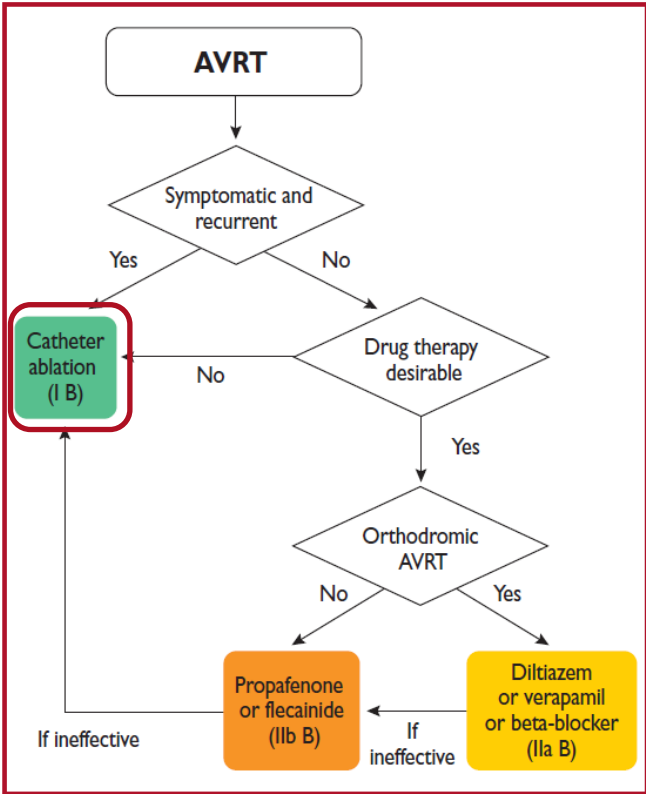 AVRT
Symptomatic and
recurrent
Yes
No
Catheter
ablation
(I B)
No
Drug therapy
desirable
Yes
Orthodromic
AVRT
No
Yes
Propafenone
or flecainide
(IIb B)
Diltiazem
or verapamil
or beta-blocker
(IIa B)
If ineffective
If
ineffective